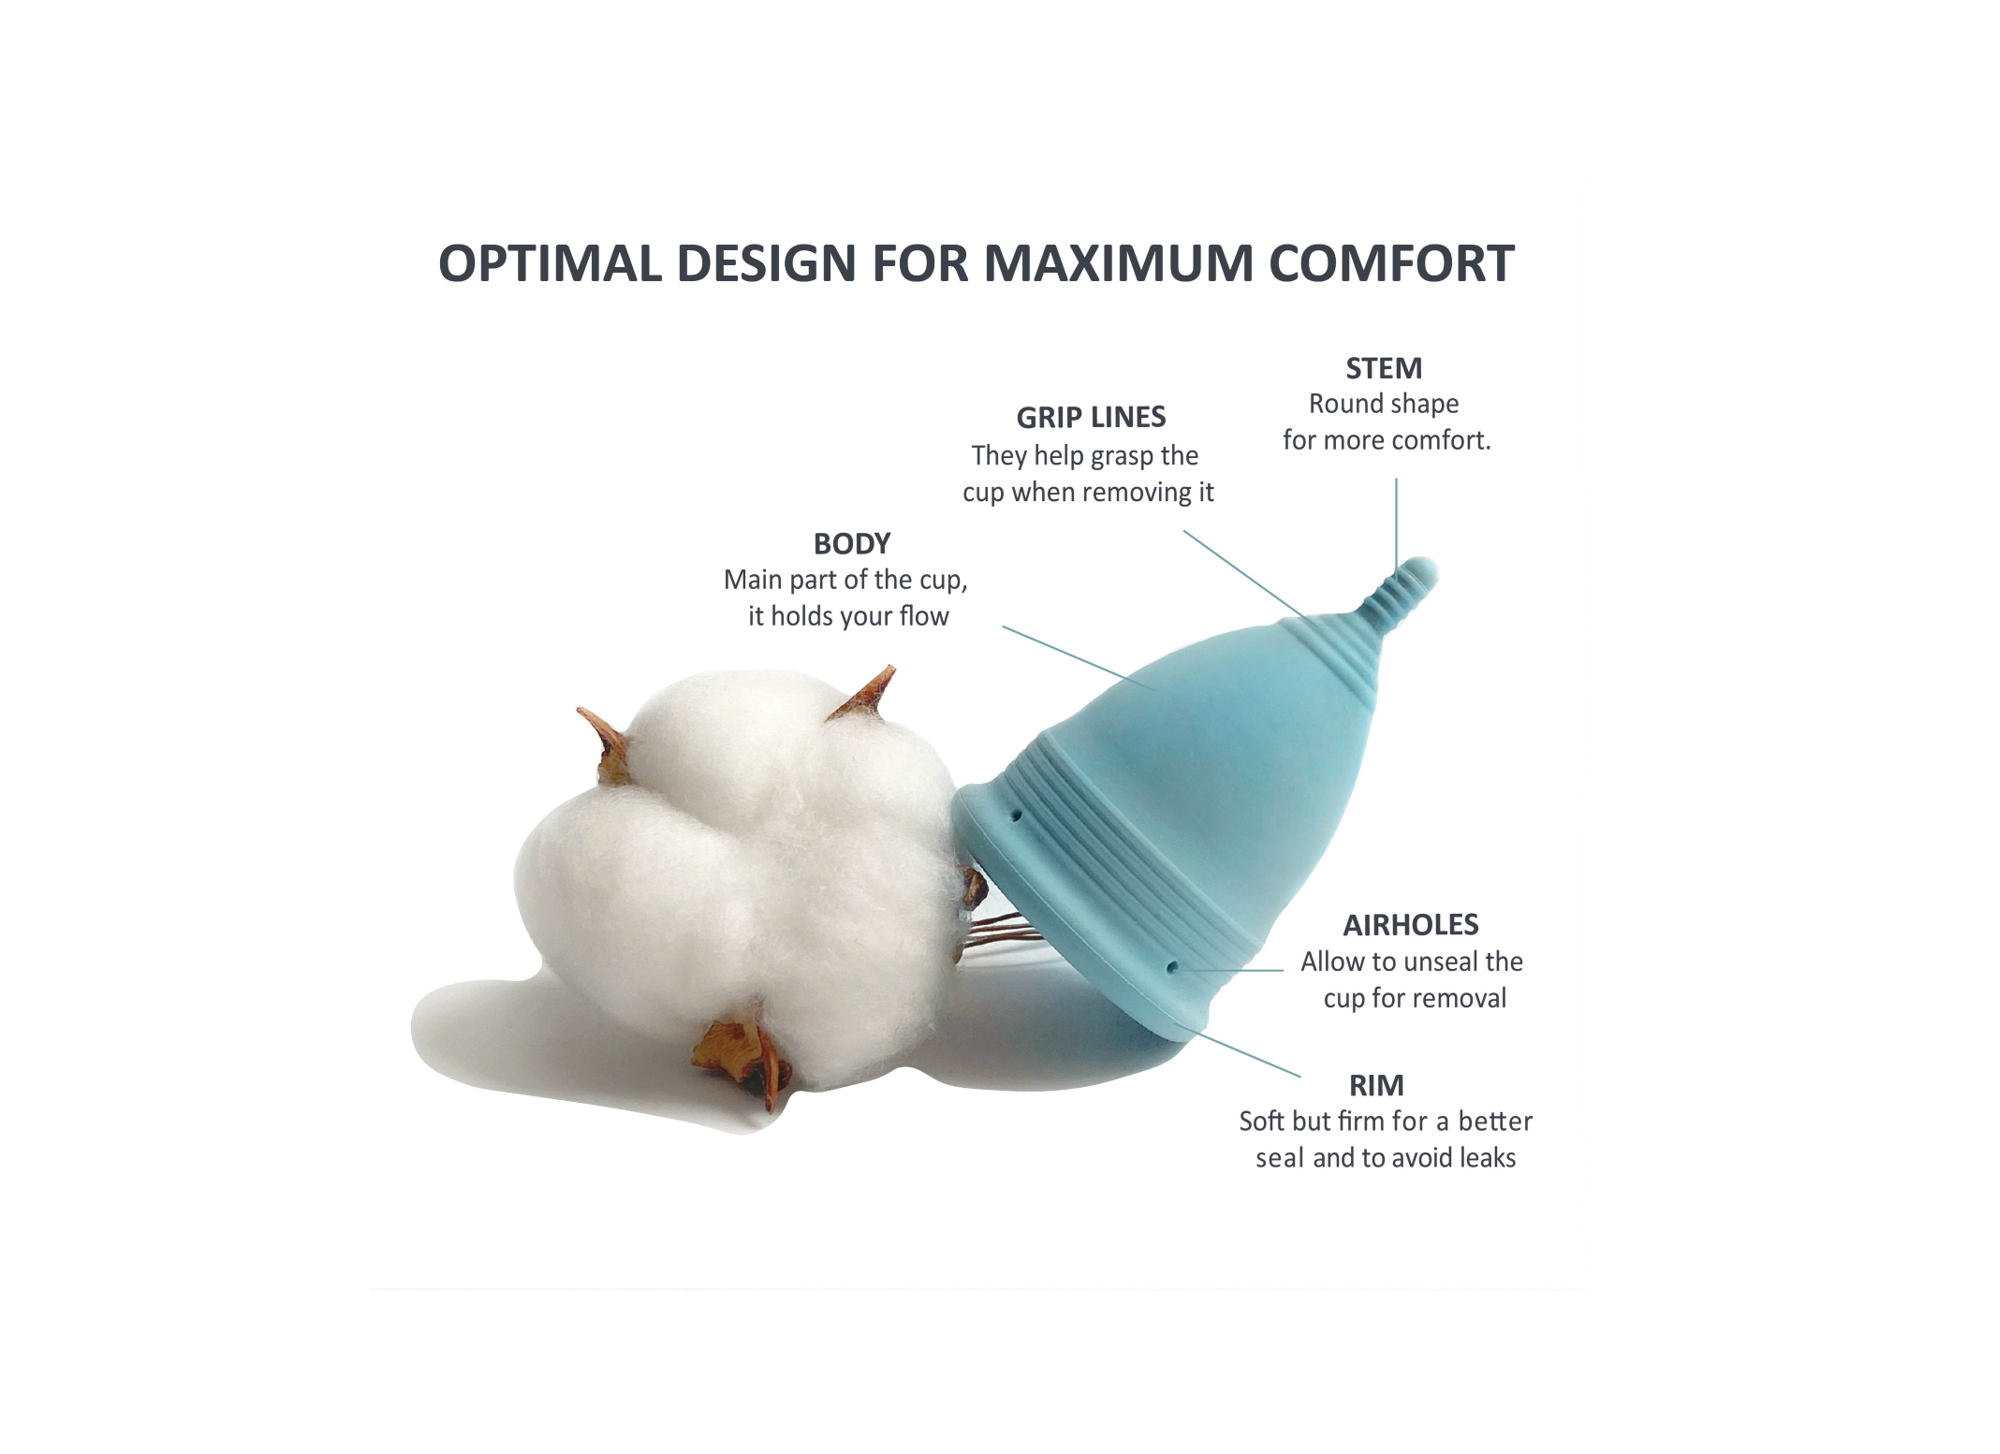 OPTIMAL DESIGN FOR MAXIMUM COMFORT
STEM
Round shape
for more comfort.
GRIP LINES
They help grasp the
cup when removing it
BODY
Main part of the cup,
it holds your flow
AIRHOLES
Allow to unseal the
cup for removal
RIM
Soft but firm for a better
seal and to avoid leaks